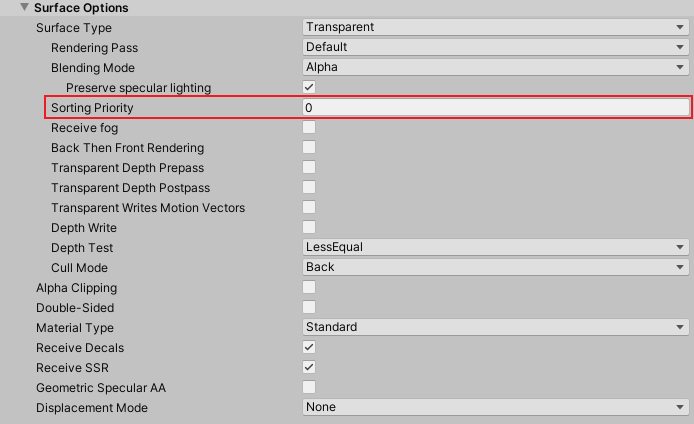 Surface Options
Surface Type Transparent
Rendering Pass Default
Blending Mode Alpha
Preserve specular lighting
Sorting Priority 0
Receive fog
Back Then Front Rendering
Transparent Depth Prepass
Transparent Depth Postpass
Transparent Writes Motion Vectors
Depth Write
Depth Test LessEqual
Cull Mode Back
Alpha Clipping
Double-Sided
Material Type Standard
Receive Decals
Receive SSR
Geometric Specular AA
Displacement Mode None